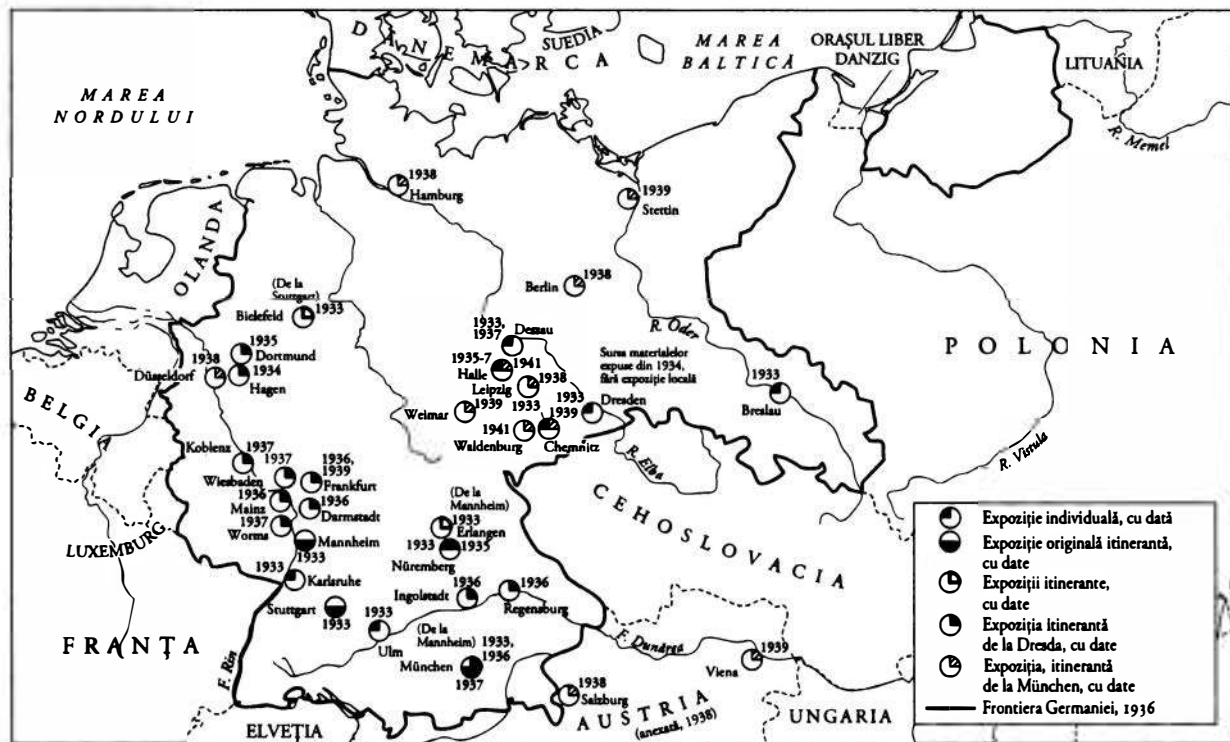 DANEMARCA
SUEDIA
MAREA
BALTICĂ
ORAȘUL LIBER
DANZIG
LITUANIA
MAREA
NORDULUI
R. Memel
1938
Hamburg
1939
Stettin
OLANDA
1938
Berlin
(De la
Stuttgart)
1933
Bielefeld
1933,
1937
Dessau
R. Oder
POLONIA
1935
Dortmund
1938
1934
Düsseldorf
Hagen
1935-7
1941
Halle
1938
Leipzig
Sursa materialelor
expuse din 1934,
fără expoziție locală
1933
Breslau
BELGIA
1939
Weimar
1933
1933
Dresden
1941
1939
Waldenburg
Chemnitz
R. Elba
R. Vistula
Koblenz
1937
1937
1936,
1939
Wiesbaden
Frankfurt
1936
Mainz
1936
Darmstadt
1937
Worms
Mannheim
1933
LUXEMBURG
(De la
Mannheim)
1933
Erlangen
1933
1935
Nüremberg
CEHOSLOVACIA
1933
Karlsruhe
Stuttgart
1933
1936
Ingolstadt
1936
Regensburg
FRANȚA
F. Rin
1933
Ulm
(De la
Mannheim)
1933,
1936
München
1937
F. Dunărea
1939
Viena
1938
Salzburg
AUSTRIA
(anexată, 1938)
UNGARIA
ELVEȚIA
Expoziție individuală, cu dată
Expoziție originală itinerantă,
cu date
Expoziții itinerante,
cu date
Expoziția itinerantă
de la Dresda, cu date
Expoziția, itinerantă
de la München, cu date
Frontiera Germaniei, 1936